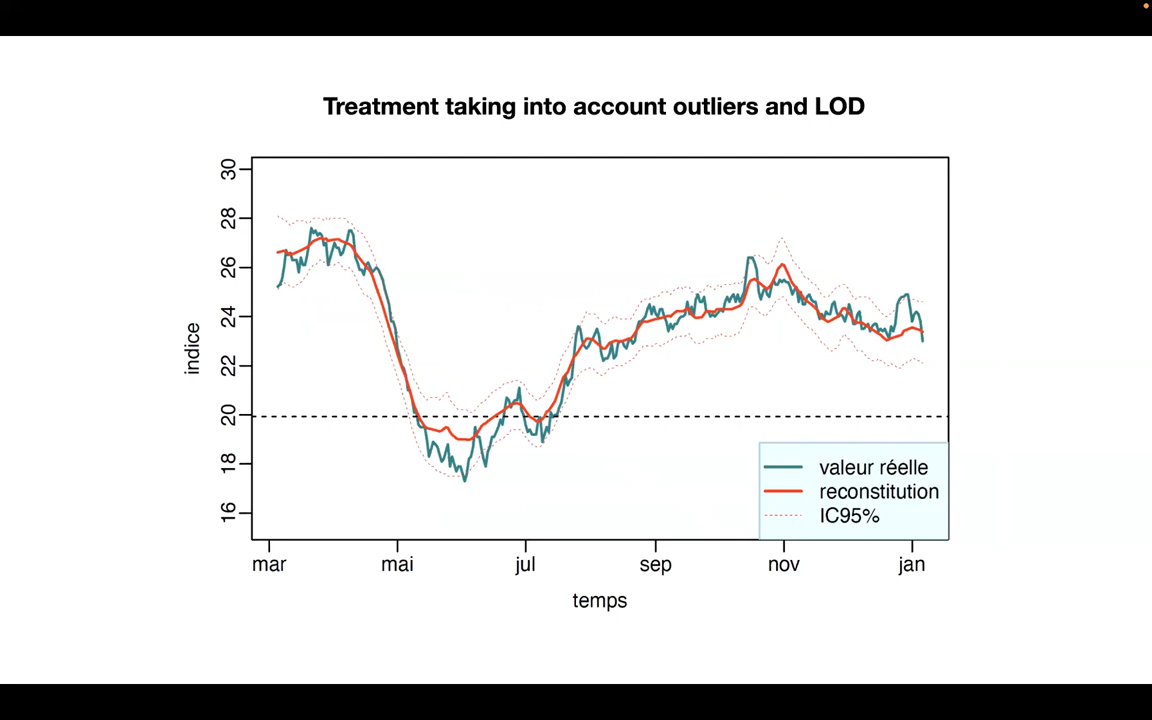 Treatment taking into account outliers and LOD
30
28
26
24
22
20
18
16
indice
mar
mai
jul
sep
nov
jan
temps
valeur réelle
reconstitution
IC95%